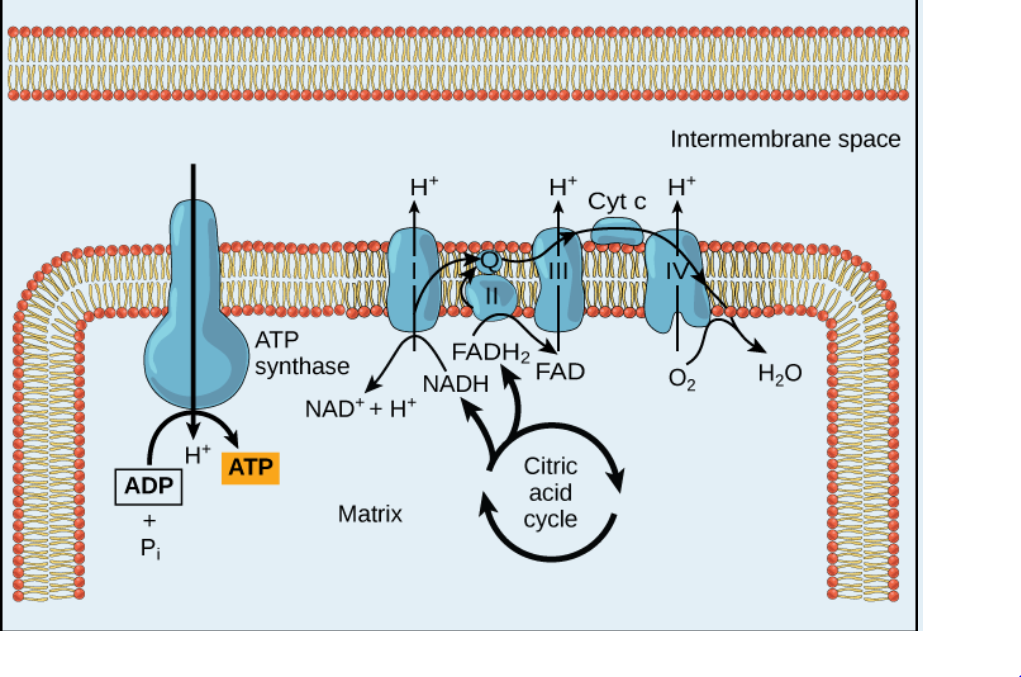 Intermembrane space
H⁺
H⁺
Cyt c
H⁺
I
Q
II
III
IV
ATP
synthase
FADH₂
FAD
NADH
NAD⁺ + H⁺
O₂
H₂O
H⁺
ATP
ADP
+
Pᵢ
Matrix
Citric
acid
cycle